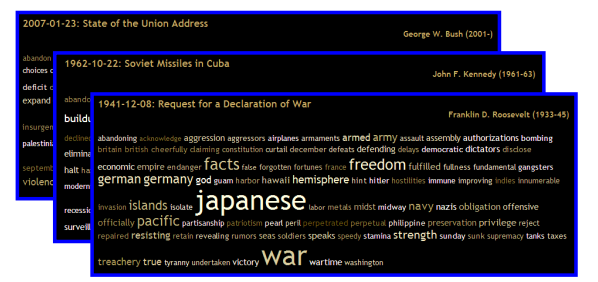 2007-01-23: State of the Union Address
George W. Bush (2001-)
abandon
choices
deficit
expand
insurgen
palestini
septemb
violenc
1962-10-22: Soviet Missiles in Cuba
John F. Kennedy (1961-63)
abando
buildu
decline
elimina
halt ha
modern
recessio
surveil
1941-12-08: Request for a Declaration of War
Franklin D. Roosevelt (1933-45)
abandoning acknowledge aggression aggressors airplanes armaments armed army assault assembly authorizations bombing
britain british cheerfully claiming constitution curtail december defeats defending delays democratic dictators disclose
economic empire endanger facts false forgotten fortunes france freedom fulfilled fullness fundamental gangsters
german germany god guam harbor hawaii hemisphere hint hitler hostilities immune improving indies innumerable
invasion islands isolate japanese labor metals midst midway navy nazis obligation offensive
officially pacific partisanship patriotism pearl peril perpetrated perpetual philippine preservation privilege reject
repaired resisting retain revealing rumors seas soldiers speaks speedy stamina strength sunday sunk supremacy tanks taxes
treachery true tyranny undertaken victory war wartime washington